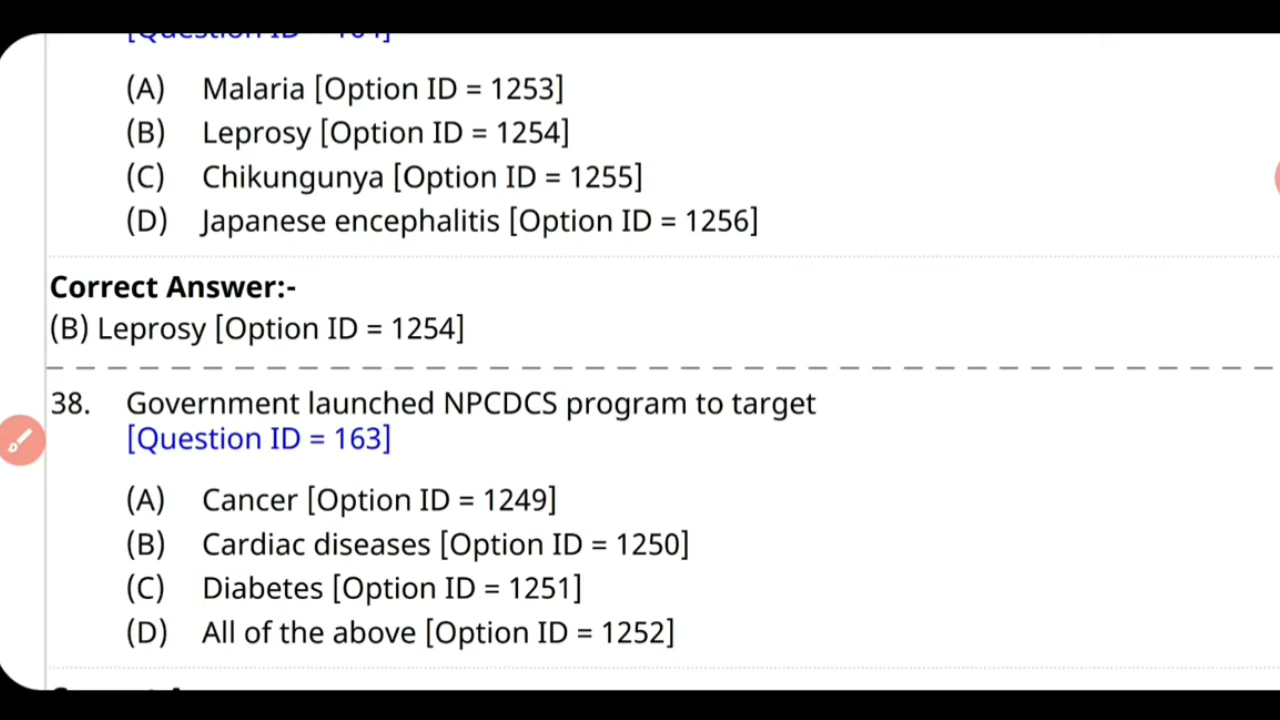 (A) Malaria [Option ID = 1253]
(B) Leprosy [Option ID = 1254]
(C) Chikungunya [Option ID = 1255]
(D) Japanese encephalitis [Option ID = 1256]
Correct Answer:-
(B) Leprosy [Option ID = 1254]
38. Government launched NPCDCS program to target
[Question ID = 163]
(A) Cancer [Option ID = 1249]
(B) Cardiac diseases [Option ID = 1250]
(C) Diabetes [Option ID = 1251]
(D) All of the above [Option ID = 1252]